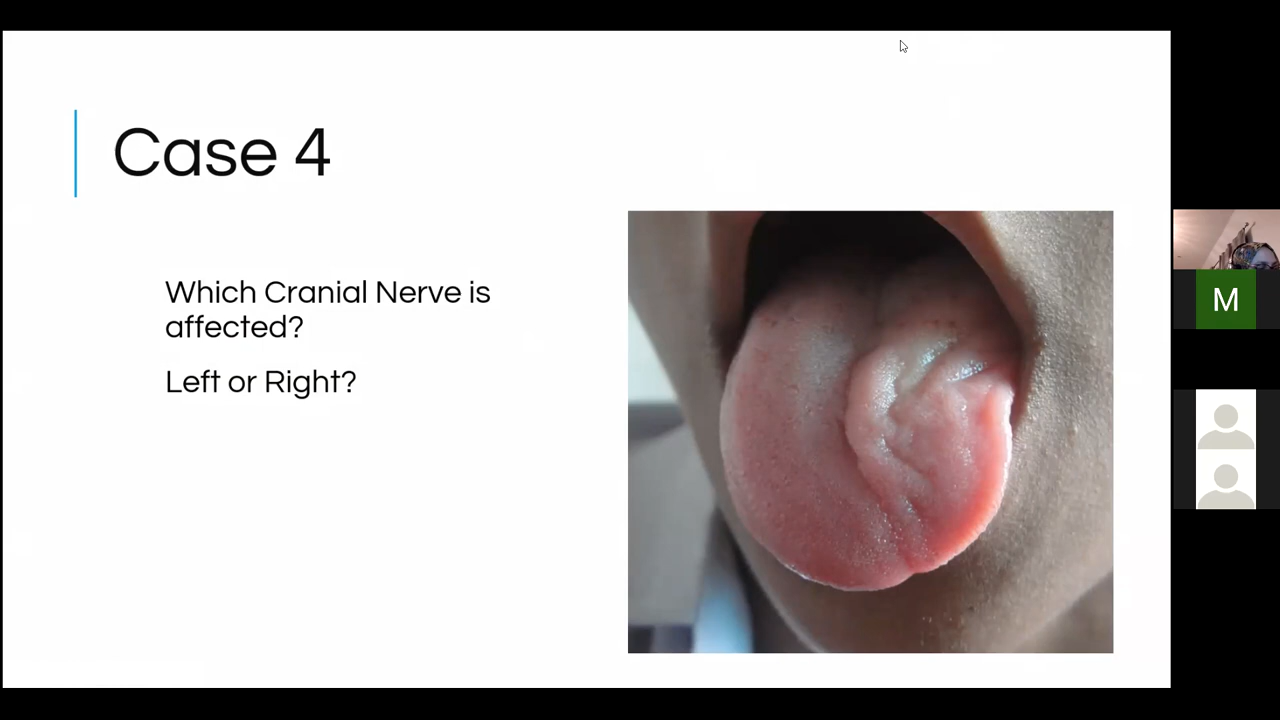 Case 4
Which Cranial Nerve is
affected?
Left or Right?
M